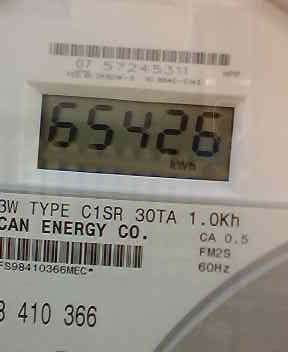 07 57245311
65426
kWh
3W TYPE C1SR 30TA 1.0Kh
CAN ENERGY CO.
CA 0.5
FM2S
FS98410366MEC*
60Hz
8 410 366